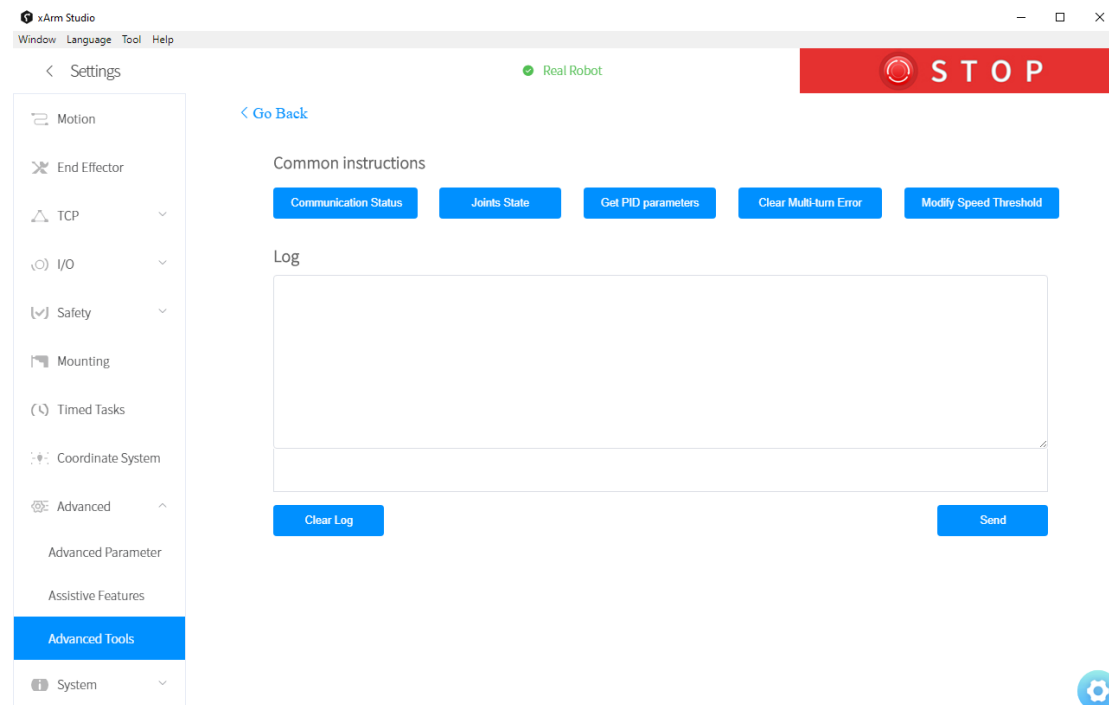 xArm Studio
Window Language Tool Help
Settings
Real Robot
STOP
Motion
End Effector
TCP
I/O
Safety
Mounting
Timed Tasks
Coordinate System
Advanced
Advanced Parameter
Assistive Features
Advanced Tools
System
Go Back
Common instructions
Communication Status
Joints State
Get PID parameters
Clear Multi-turn Error
Modify Speed Threshold
Log
Clear Log
Send